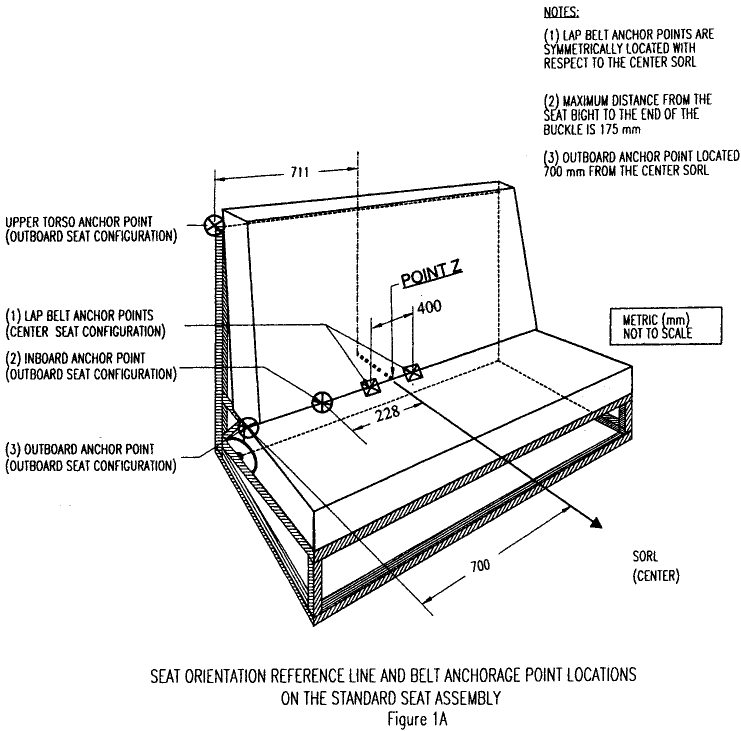 NOTES:
(1) LAP BELT ANCHOR POINTS ARE
SYMMETRICALLY LOCATED WITH
RESPECT TO THE CENTER SORL
(2) MAXIMUM DISTANCE FROM THE
SEAT BIGHT TO THE END OF THE
BUCKLE IS 175 mm
(3) OUTBOARD ANCHOR POINT LOCATED
700 mm FROM THE CENTER SORL
711
UPPER TORSO ANCHOR POINT
(OUTBOARD SEAT CONFIGURATION)
POINT Z
400
(1) LAP BELT ANCHOR POINTS
(CENTER SEAT CONFIGURATION)
METRIC (mm)
NOT TO SCALE
(2) INBOARD ANCHOR POINT
(OUTBOARD SEAT CONFIGURATION)
228
(3) OUTBOARD ANCHOR POINT
(OUTBOARD SEAT CONFIGURATION)
700
SORL
(CENTER)
SEAT ORIENTATION REFERENCE LINE AND BELT ANCHORAGE POINT LOCATIONS
ON THE STANDARD SEAT ASSEMBLY
Figure 1A